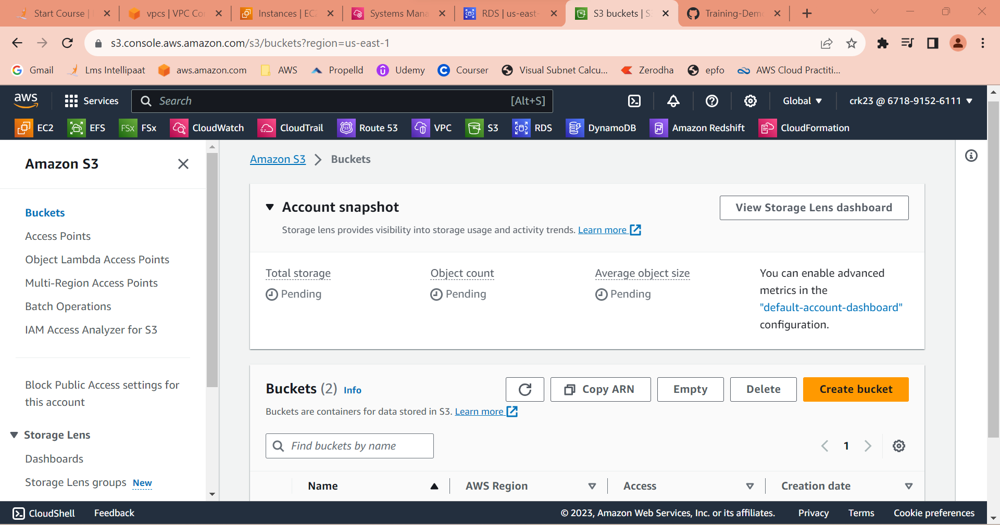 Start Course |
vpcs | VPC Co
Instances | EC
Systems Mana
RDS | us-east-
S3 buckets | S
Training-Demo
s3.console.aws.amazon.com/s3/buckets?region=us-east-1
Gmail
Lms Intellipaat
aws.amazon.com
AWS
Propelld
Udemy
Courser
Visual Subnet Calcu...
Zerodha
epfo
AWS Cloud Practiti...
aws
Services
Search
[Alt+S]
Global
crk23 @ 6718-9152-6111
EC2
EFS
FSx
FSx
CloudWatch
CloudTrail
Route 53
VPC
S3
RDS
DynamoDB
Amazon Redshift
CloudFormation
Amazon S3
Buckets
Access Points
Object Lambda Access Points
Multi-Region Access Points
Batch Operations
IAM Access Analyzer for S3
Block Public Access settings for
this account
Storage Lens
Dashboards
Storage Lens groups New
Amazon S3
Buckets
Account snapshot
View Storage Lens dashboard
Storage lens provides visibility into storage usage and activity trends. Learn more
Total storage
Pending
Object count
Pending
Average object size
Pending
You can enable advanced
metrics in the
"default-account-dashboard"
configuration.
Buckets (2) Info
Copy ARN
Empty
Delete
Create bucket
Buckets are containers for data stored in S3. Learn more
Find buckets by name
1
Name
AWS Region
Access
Creation date
CloudShell
Feedback
© 2023, Amazon Web Services, Inc. or its affiliates.
Privacy
Terms
Cookie preferences